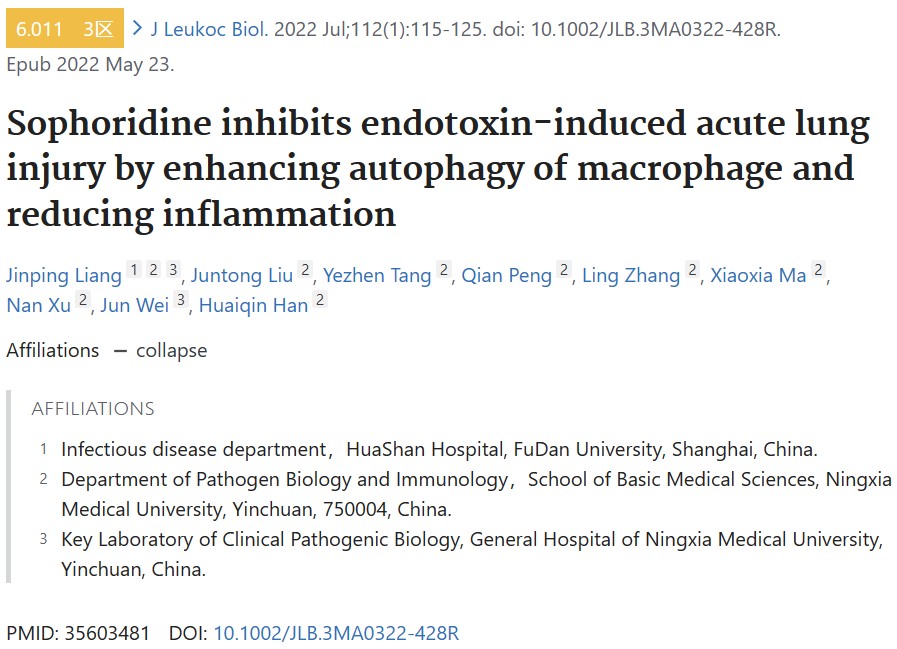 6.011 3区 > J Leukoc Biol. 2022 Jul;112(1):115-125. doi: 10.1002/JLB.3MA0322-428R.
Epub 2022 May 23.
Sophoridine inhibits endotoxin-induced acute lung
injury by enhancing autophagy of macrophage and
reducing inflammation
Jinping Liang 1 2 3, Juntong Liu 2, Yezhen Tang 2, Qian Peng 2, Ling Zhang 2, Xiaoxia Ma 2,
Nan Xu 2, Jun Wei 3, Huaiqin Han 2
Affiliations – collapse
AFFILIATIONS
1 Infectious disease department，HuaShan Hospital, FuDan University, Shanghai, China.
2 Department of Pathogen Biology and Immunology，School of Basic Medical Sciences, Ningxia
Medical University, Yinchuan, 750004, China.
3 Key Laboratory of Clinical Pathogenic Biology, General Hospital of Ningxia Medical University,
Yinchuan, China.
PMID: 35603481 DOI: 10.1002/JLB.3MA0322-428R